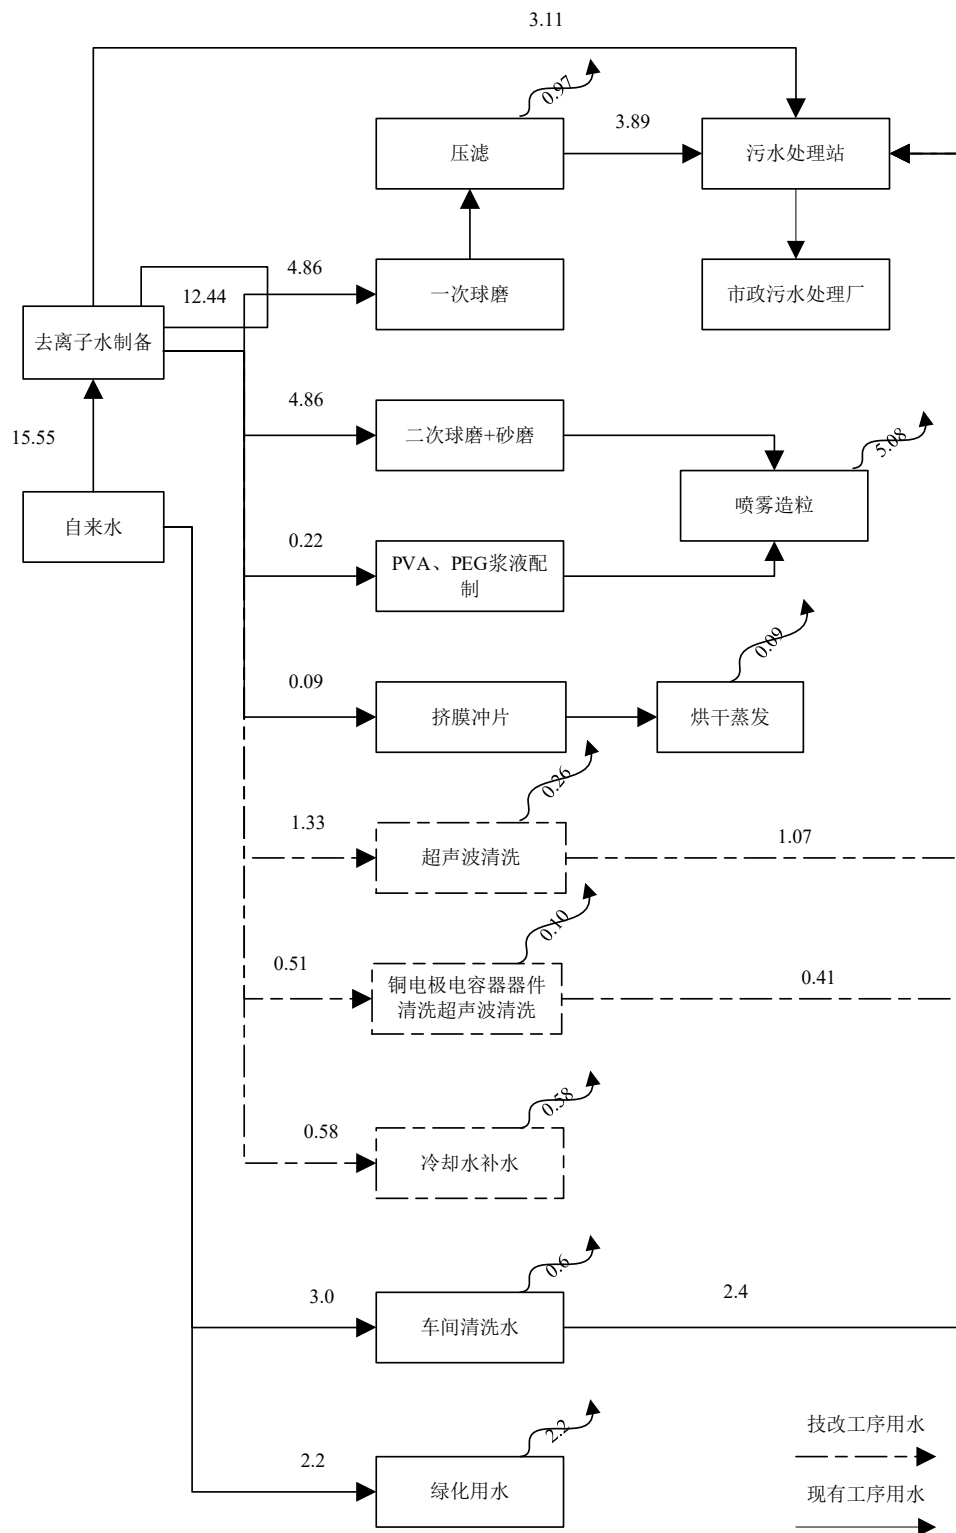 3.11
0.97
3.89
压滤
污水处理站
4.86
12.44
一次球磨
市政污水处理厂
去离子水制备
15.55
4.86
二次球磨+砂磨
5.08
自来水
喷雾造粒
0.22
PVA、PEG浆液配
制
0.09
0.09
挤膜冲片
烘干蒸发
0.26
1.33
超声波清洗
1.07
0.10
0.51
铜电极电容器器件
清洗超声波清洗
0.41
0.58
0.58
冷却水补水
0.6
3.0
车间清洗水
2.4
2.2
2.2
绿化用水
技改工序用水
现有工序用水